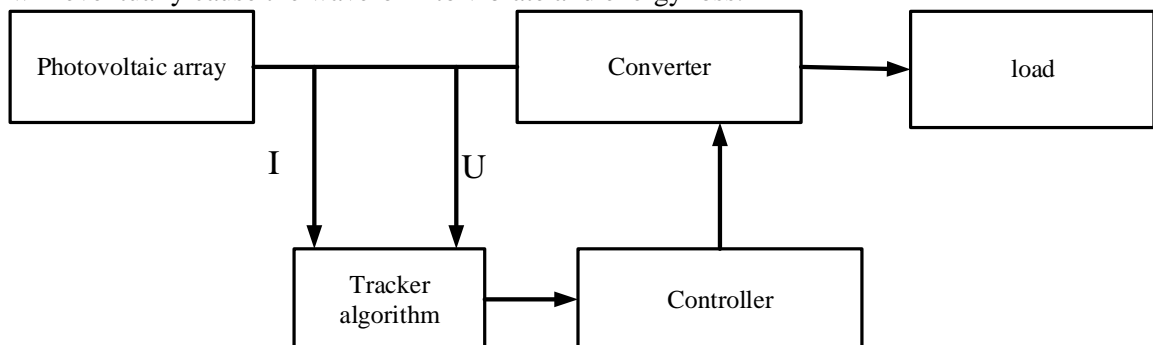 Photovoltaic array
Converter
load
I
U
Tracker
algorithm
Controller